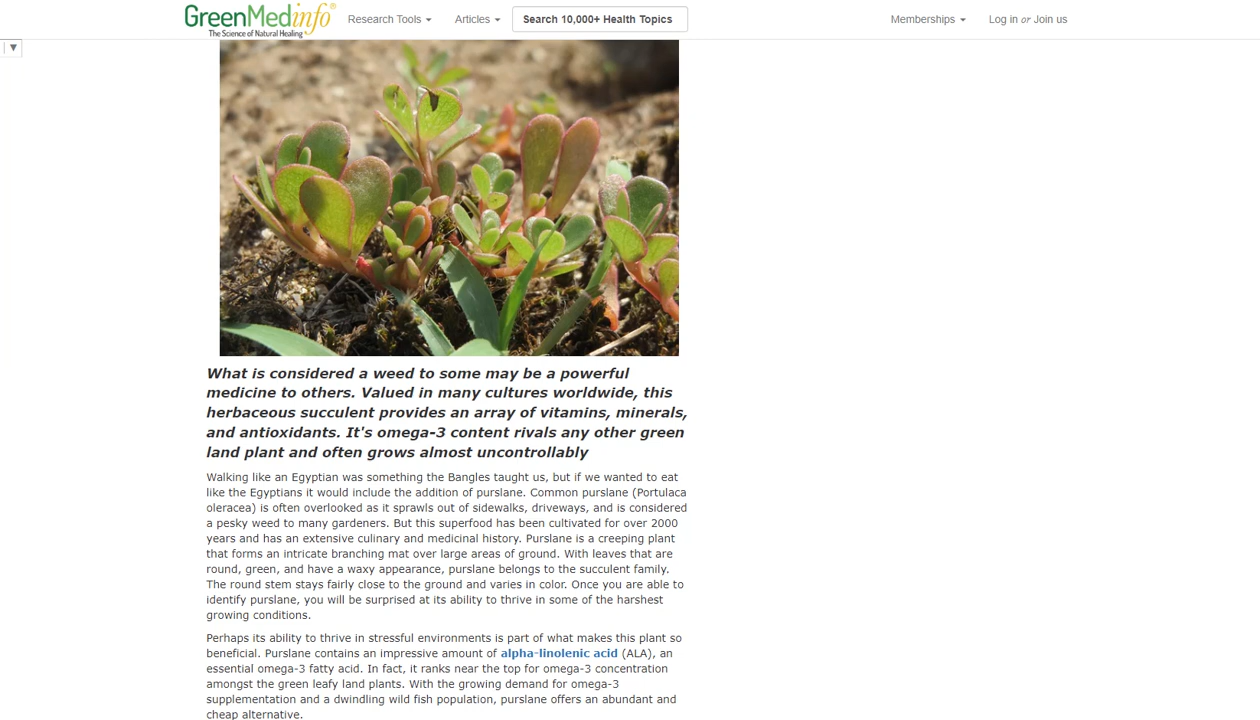 GreenMedinfo®
The Science of Natural Healing
Research Tools
Articles
Search 10,000+ Health Topics
Memberships
Log in or Join us
What is considered a weed to some may be a powerful
medicine to others. Valued in many cultures worldwide, this
herbaceous succulent provides an array of vitamins, minerals,
and antioxidants. It's omega-3 content rivals any other green
land plant and often grows almost uncontrollably
Walking like an Egyptian was something the Bangles taught us, but if we wanted to eat
like the Egyptians it would include the addition of purslane. Common purslane (Portulaca
oleracea) is often overlooked as it sprawls out of sidewalks, driveways, and is considered
a pesky weed to many gardeners. But this superfood has been cultivated for over 2000
years and has an extensive culinary and medicinal history. Purslane is a creeping plant
that forms an intricate branching mat over large areas of ground. With leaves that are
round, green, and have a waxy appearance, purslane belongs to the succulent family.
The round stem stays fairly close to the ground and varies in color. Once you are able to
identify purslane, you will be surprised at its ability to thrive in some of the harshest
growing conditions.
Perhaps its ability to thrive in stressful environments is part of what makes this plant so
beneficial. Purslane contains an impressive amount of alpha-linolenic acid (ALA), an
essential omega-3 fatty acid. In fact, it ranks near the top for omega-3 concentration
amongst the green leafy land plants. With the growing demand for omega-3
supplementation and a dwindling wild fish population, purslane offers an abundant and
cheap alternative.